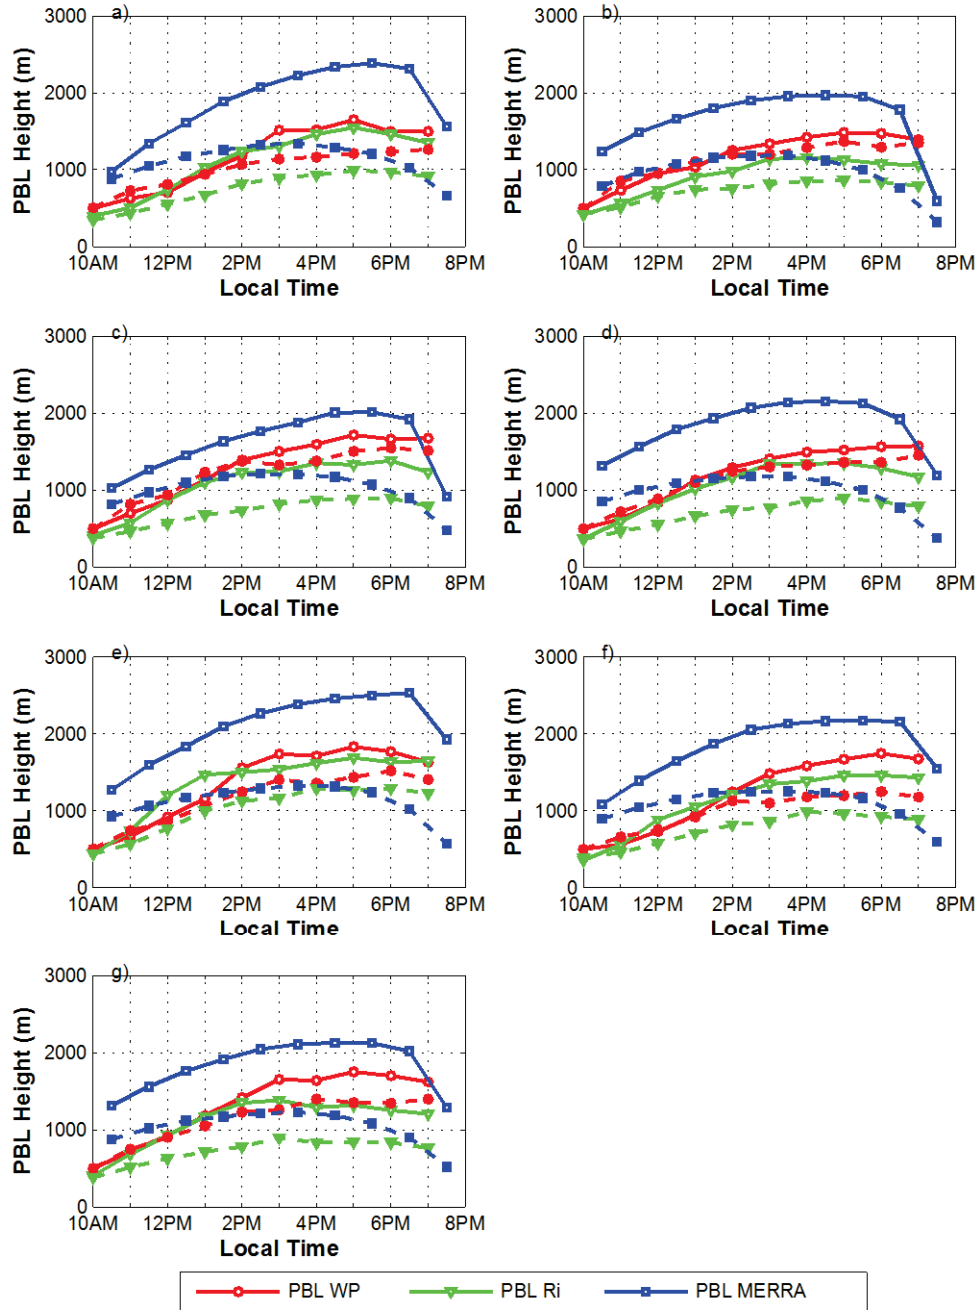 a)
PBL Height (m)
3000
2000
1000
0
10AM 12PM 2PM 4PM 6PM 8PM
Local Time
b)
PBL Height (m)
3000
2000
1000
0
10AM 12PM 2PM 4PM 6PM 8PM
Local Time
c)
PBL Height (m)
3000
2000
1000
0
10AM 12PM 2PM 4PM 6PM 8PM
Local Time
d)
PBL Height (m)
3000
2000
1000
0
10AM 12PM 2PM 4PM 6PM 8PM
Local Time
e)
PBL Height (m)
3000
2000
1000
0
10AM 12PM 2PM 4PM 6PM 8PM
Local Time
f)
PBL Height (m)
3000
2000
1000
0
10AM 12PM 2PM 4PM 6PM 8PM
Local Time
g)
PBL Height (m)
3000
2000
1000
0
10AM 12PM 2PM 4PM 6PM 8PM
Local Time
PBL WP PBL Ri PBL MERRA